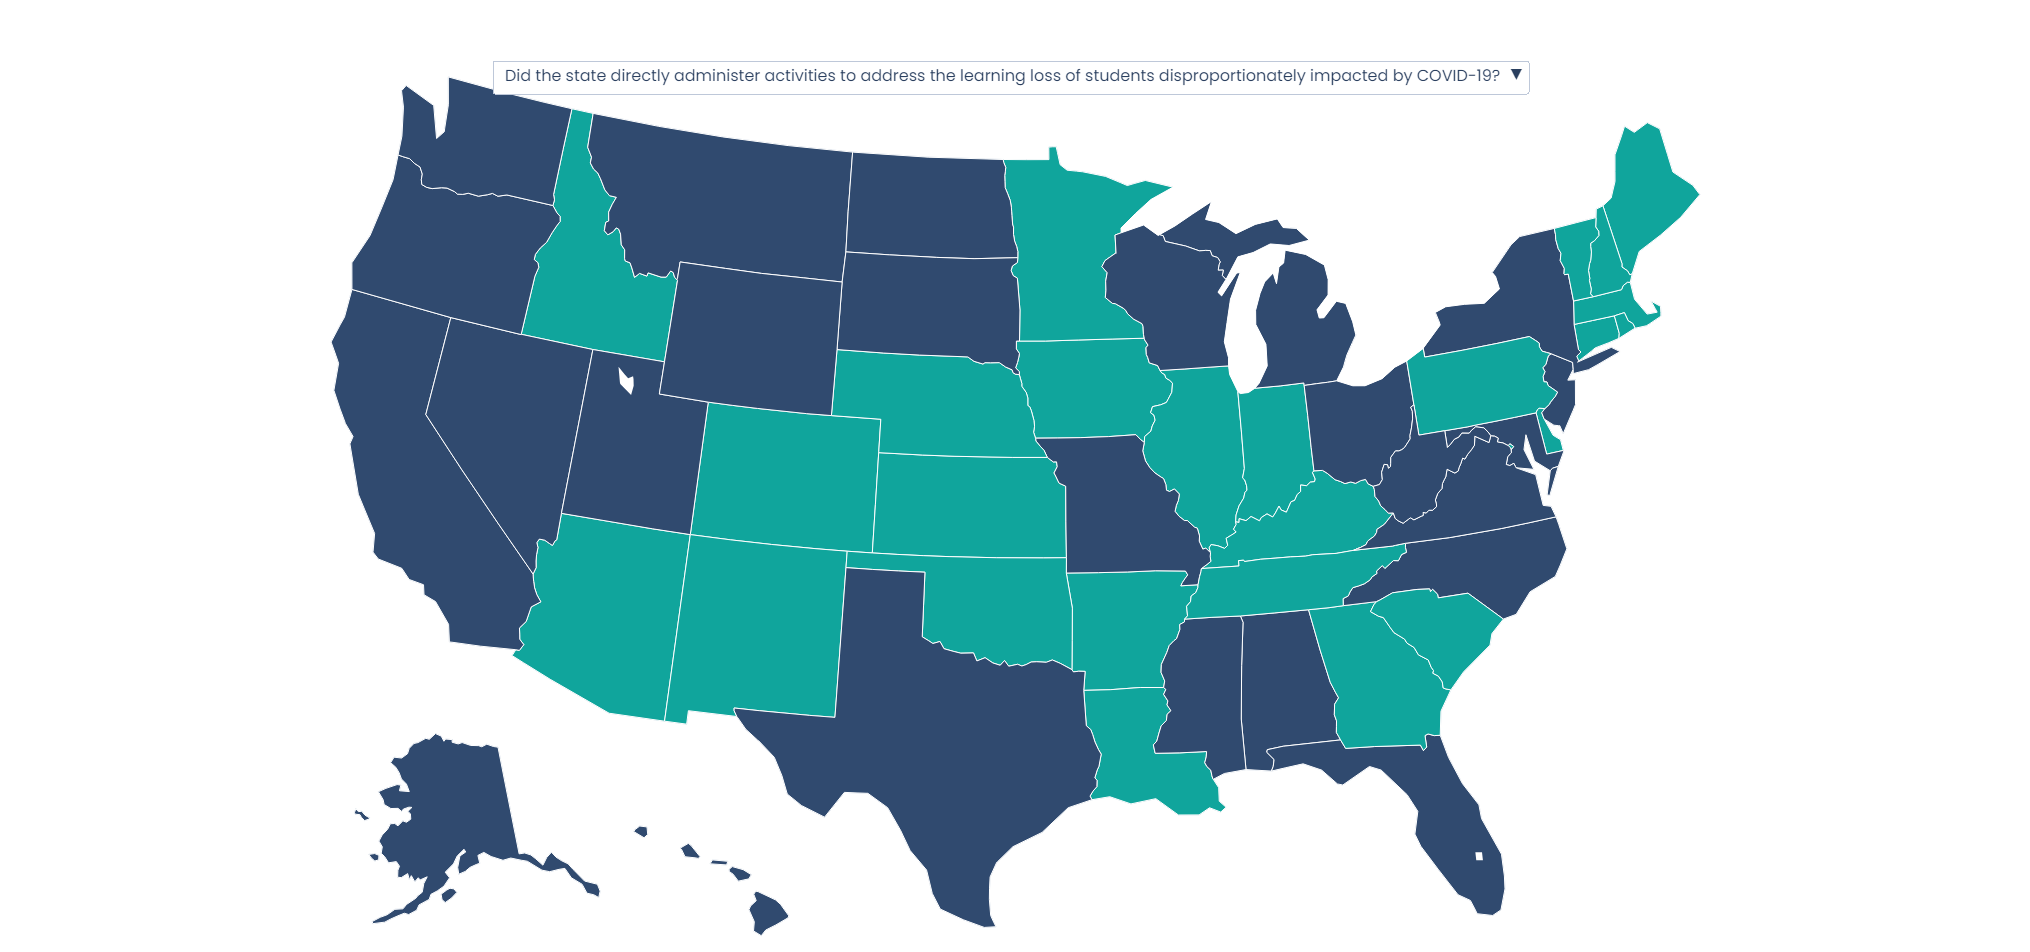 Did the state directly administer activities to address the learning loss of students disproportionately impacted by COVID-19? ▼